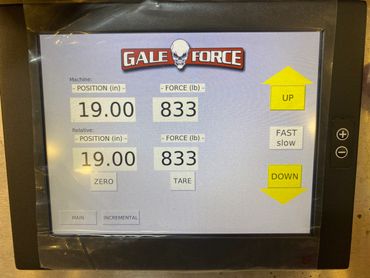 GALE FORCE
Machine:
- POSITION (in) -
- FORCE (lb) -
19.00
833
UP
Relative:
- POSITION (in) -
- FORCE (lb) -
FAST
slow
19.00
833
ZERO
TARE
DOWN
MAIN
INCREMENTAL